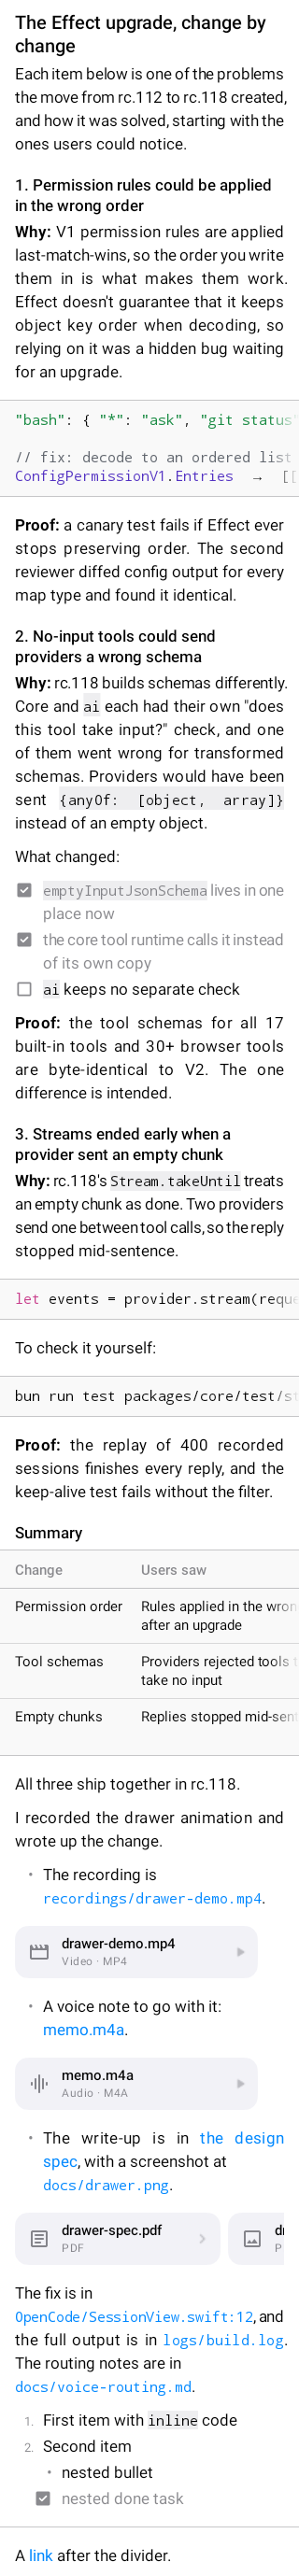 The Effect upgrade, change by
change
Each item below is one of the problems
the move from rc.112 to rc.118 created,
and how it was solved, starting with the
ones users could notice.
1. Permission rules could be applied
in the wrong order
Why: V1 permission rules are applied
last-match-wins, so the order you write
them in is what makes them work.
Effect doesn't guarantee that it keeps
object key order when decoding, so
relying on it was a hidden bug waiting
for an upgrade.
"bash": { "*": "ask", "git status"
// fix: decode to an ordered list
ConfigPermissionV1.Entries → [[
Proof: a canary test fails if Effect ever
stops preserving order. The second
reviewer diffed config output for every
map type and found it identical.
2. No-input tools could send
providers a wrong schema
Why: rc.118 builds schemas differently.
Core and ai each had their own "does
this tool take input?" check, and one
of them went wrong for transformed
schemas. Providers would have been
sent {anyOf: [object, array]}
instead of an empty object.
What changed:
emptyInputJsonSchema lives in one
place now
the core tool runtime calls it instead
of its own copy
ai keeps no separate check
Proof: the tool schemas for all 17
built-in tools and 30+ browser tools
are byte-identical to V2. The one
difference is intended.
3. Streams ended early when a
provider sent an empty chunk
Why: rc.118's Stream.takeUntil treats
an empty chunk as done. Two providers
send one between tool calls, so the reply
stopped mid-sentence.
let events = provider.stream(reque
To check it yourself:
bun run test packages/core/test/st
Proof: the replay of 400 recorded
sessions finishes every reply, and the
keep-alive test fails without the filter.
Summary
Change Users saw
Permission order Rules applied in the wron
after an upgrade
Tool schemas Providers rejected tools t
take no input
Empty chunks Replies stopped mid-sent
All three ship together in rc.118.
I recorded the drawer animation and
wrote up the change.
• The recording is
recordings/drawer-demo.mp4.
drawer-demo.mp4
Video · MP4
• A voice note to go with it:
memo.m4a.
memo.m4a
Audio · M4A
• The write-up is in the design
spec, with a screenshot at
docs/drawer.png.
drawer-spec.pdf
PDF
The fix is in
OpenCode/SessionView.swift:12, and
the full output is in logs/build.log.
The routing notes are in
docs/voice-routing.md.
1. First item with inline code
2. Second item
• nested bullet
nested done task
A link after the divider.